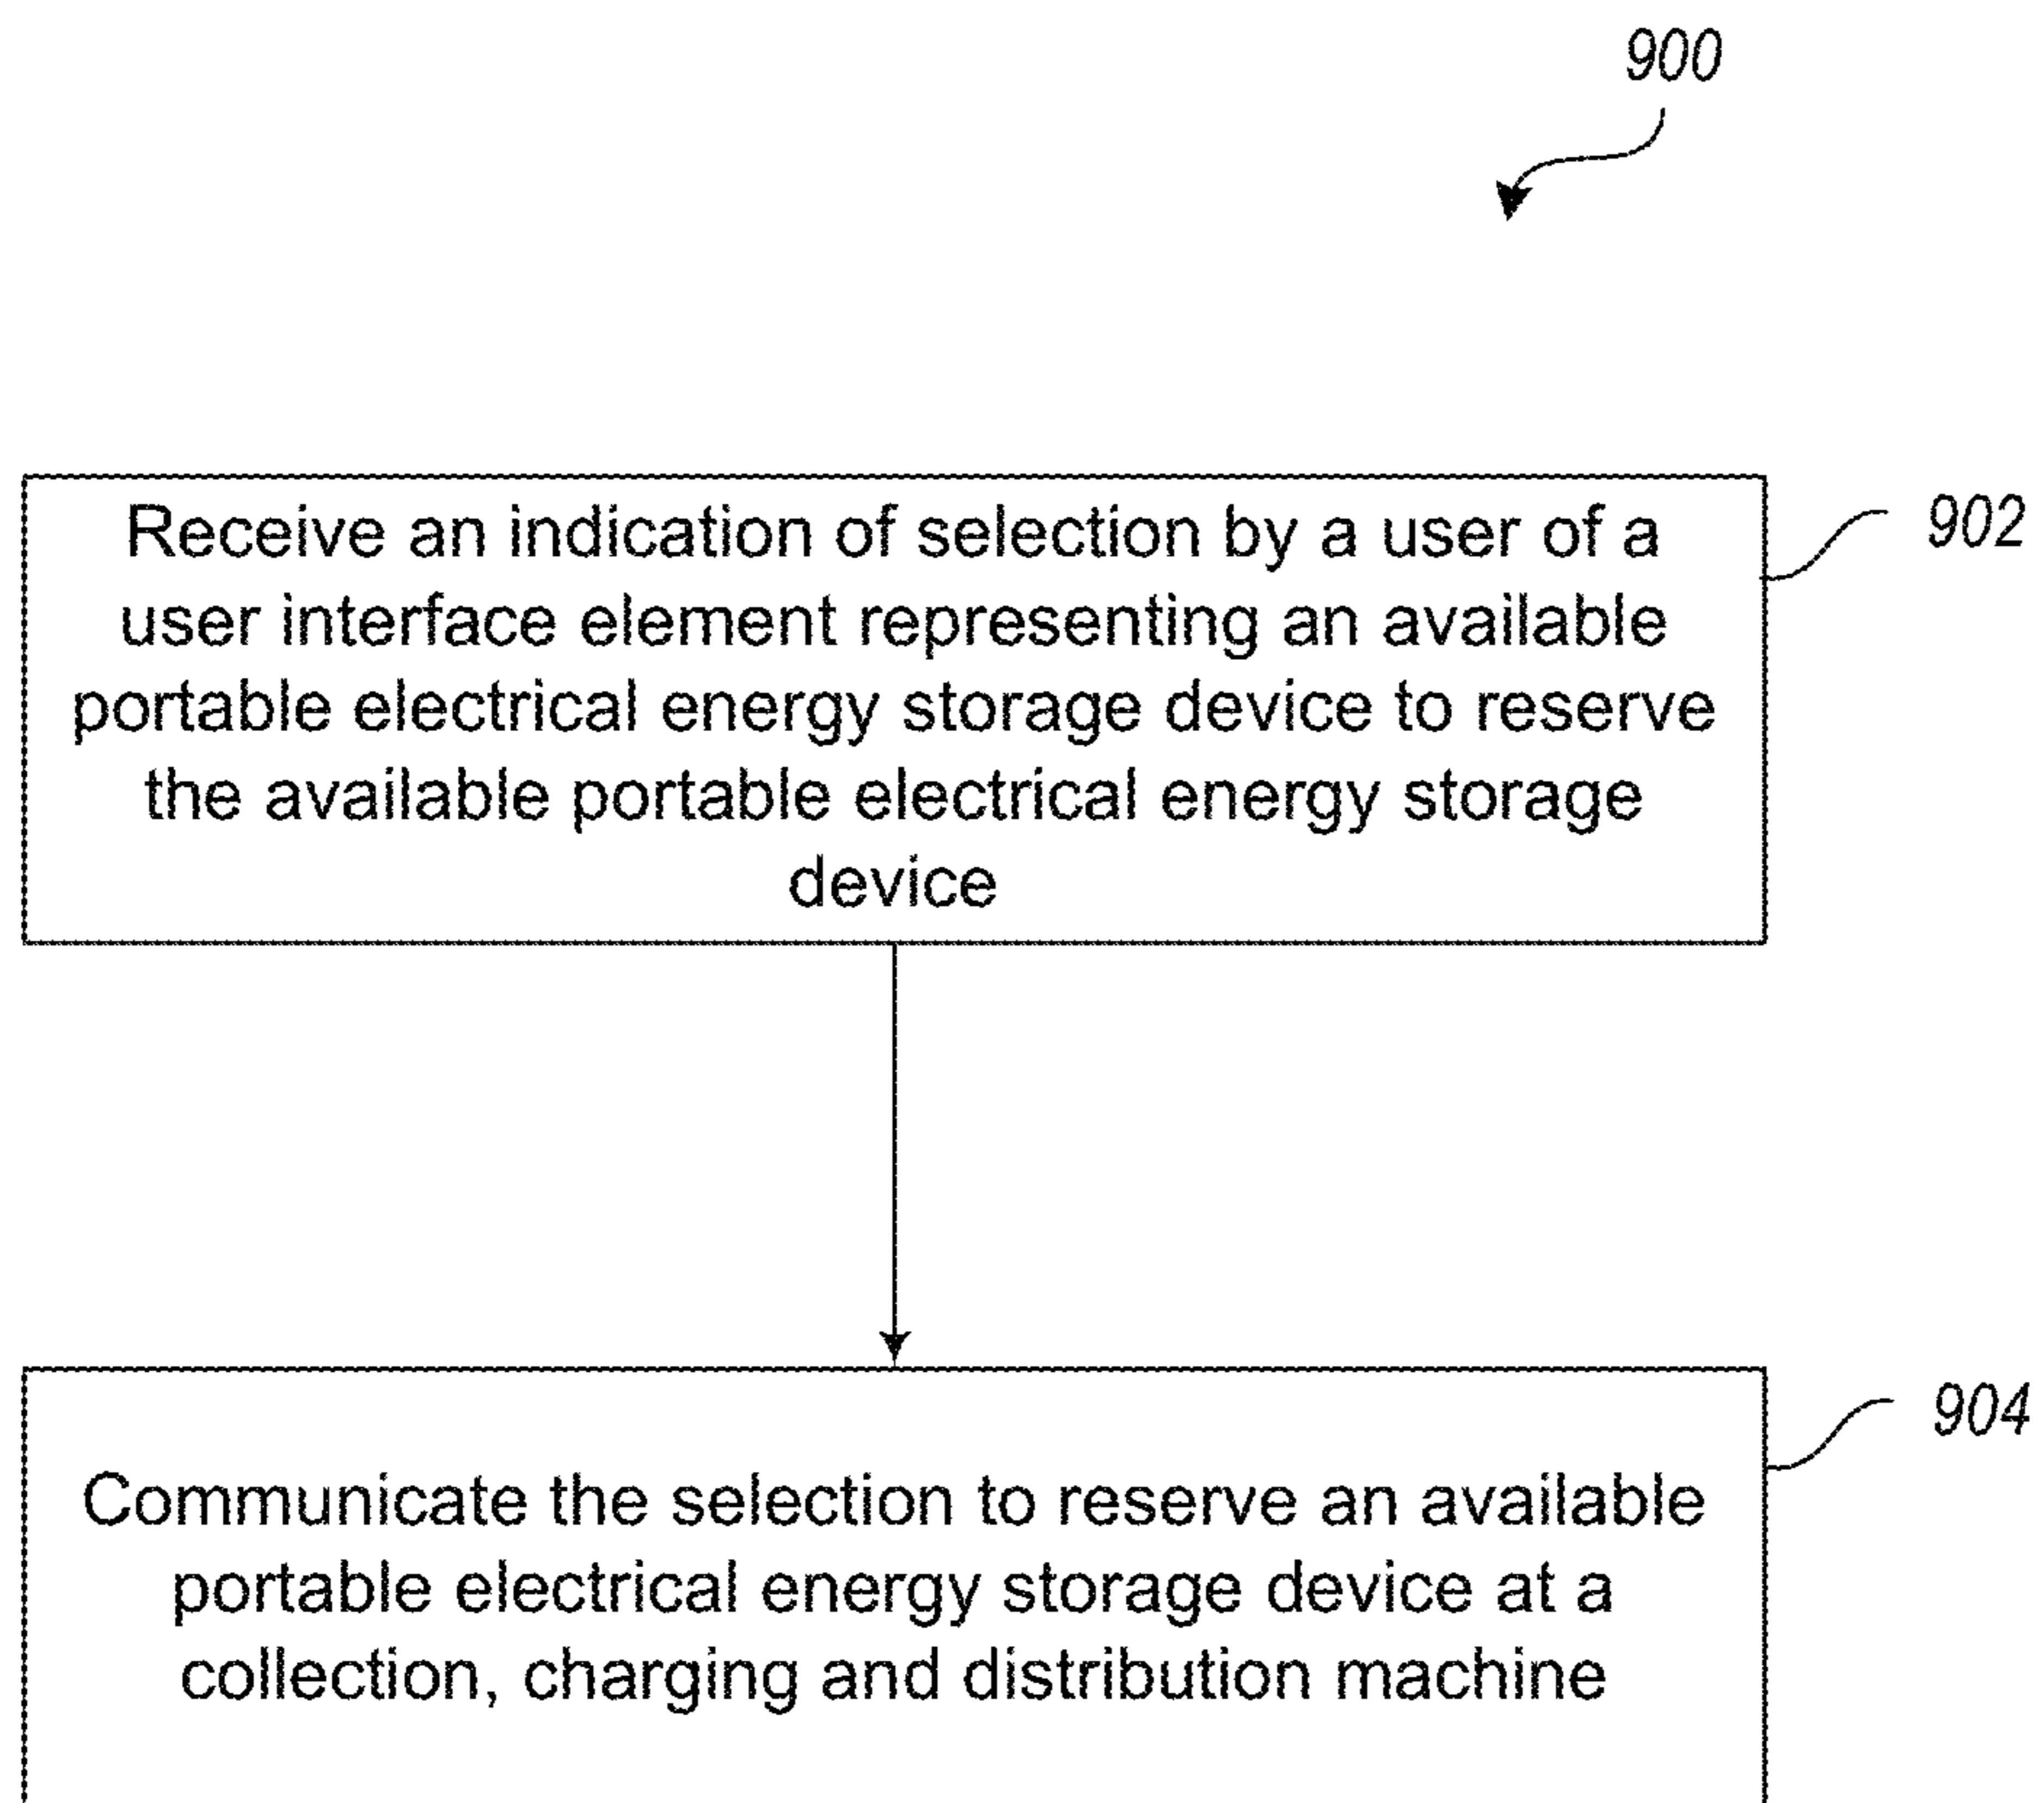 900
Receive an indication of selection by a user of a
902
user interface element representing an available
portable electrical energy storage device to reserve
the available portable electrical energy storage
device
904
Communicate the selection to reserve an available
portable electrical energy storage device at a
collection, charging and distribution machine